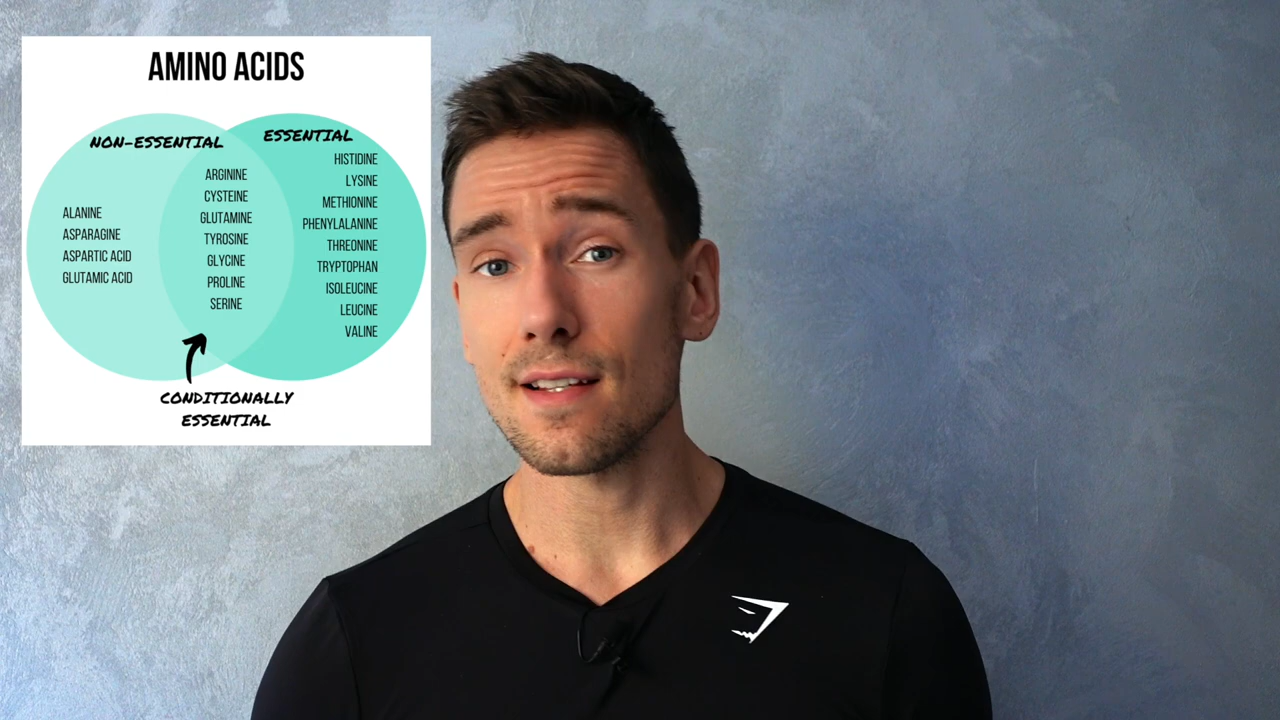 AMINO ACIDS
NON-ESSENTIAL
ALANINE
ASPARAGINE
ASPARTIC ACID
GLUTAMIC ACID
ARGININE
CYSTEINE
GLUTAMINE
TYROSINE
GLYCINE
PROLINE
SERINE
ESSENTIAL
HISTIDINE
LYSINE
METHIONINE
PHENYLALANINE
THREONINE
TRYPTOPHAN
ISOLEUCINE
LEUCINE
VALINE
CONDITIONALLY
ESSENTIAL